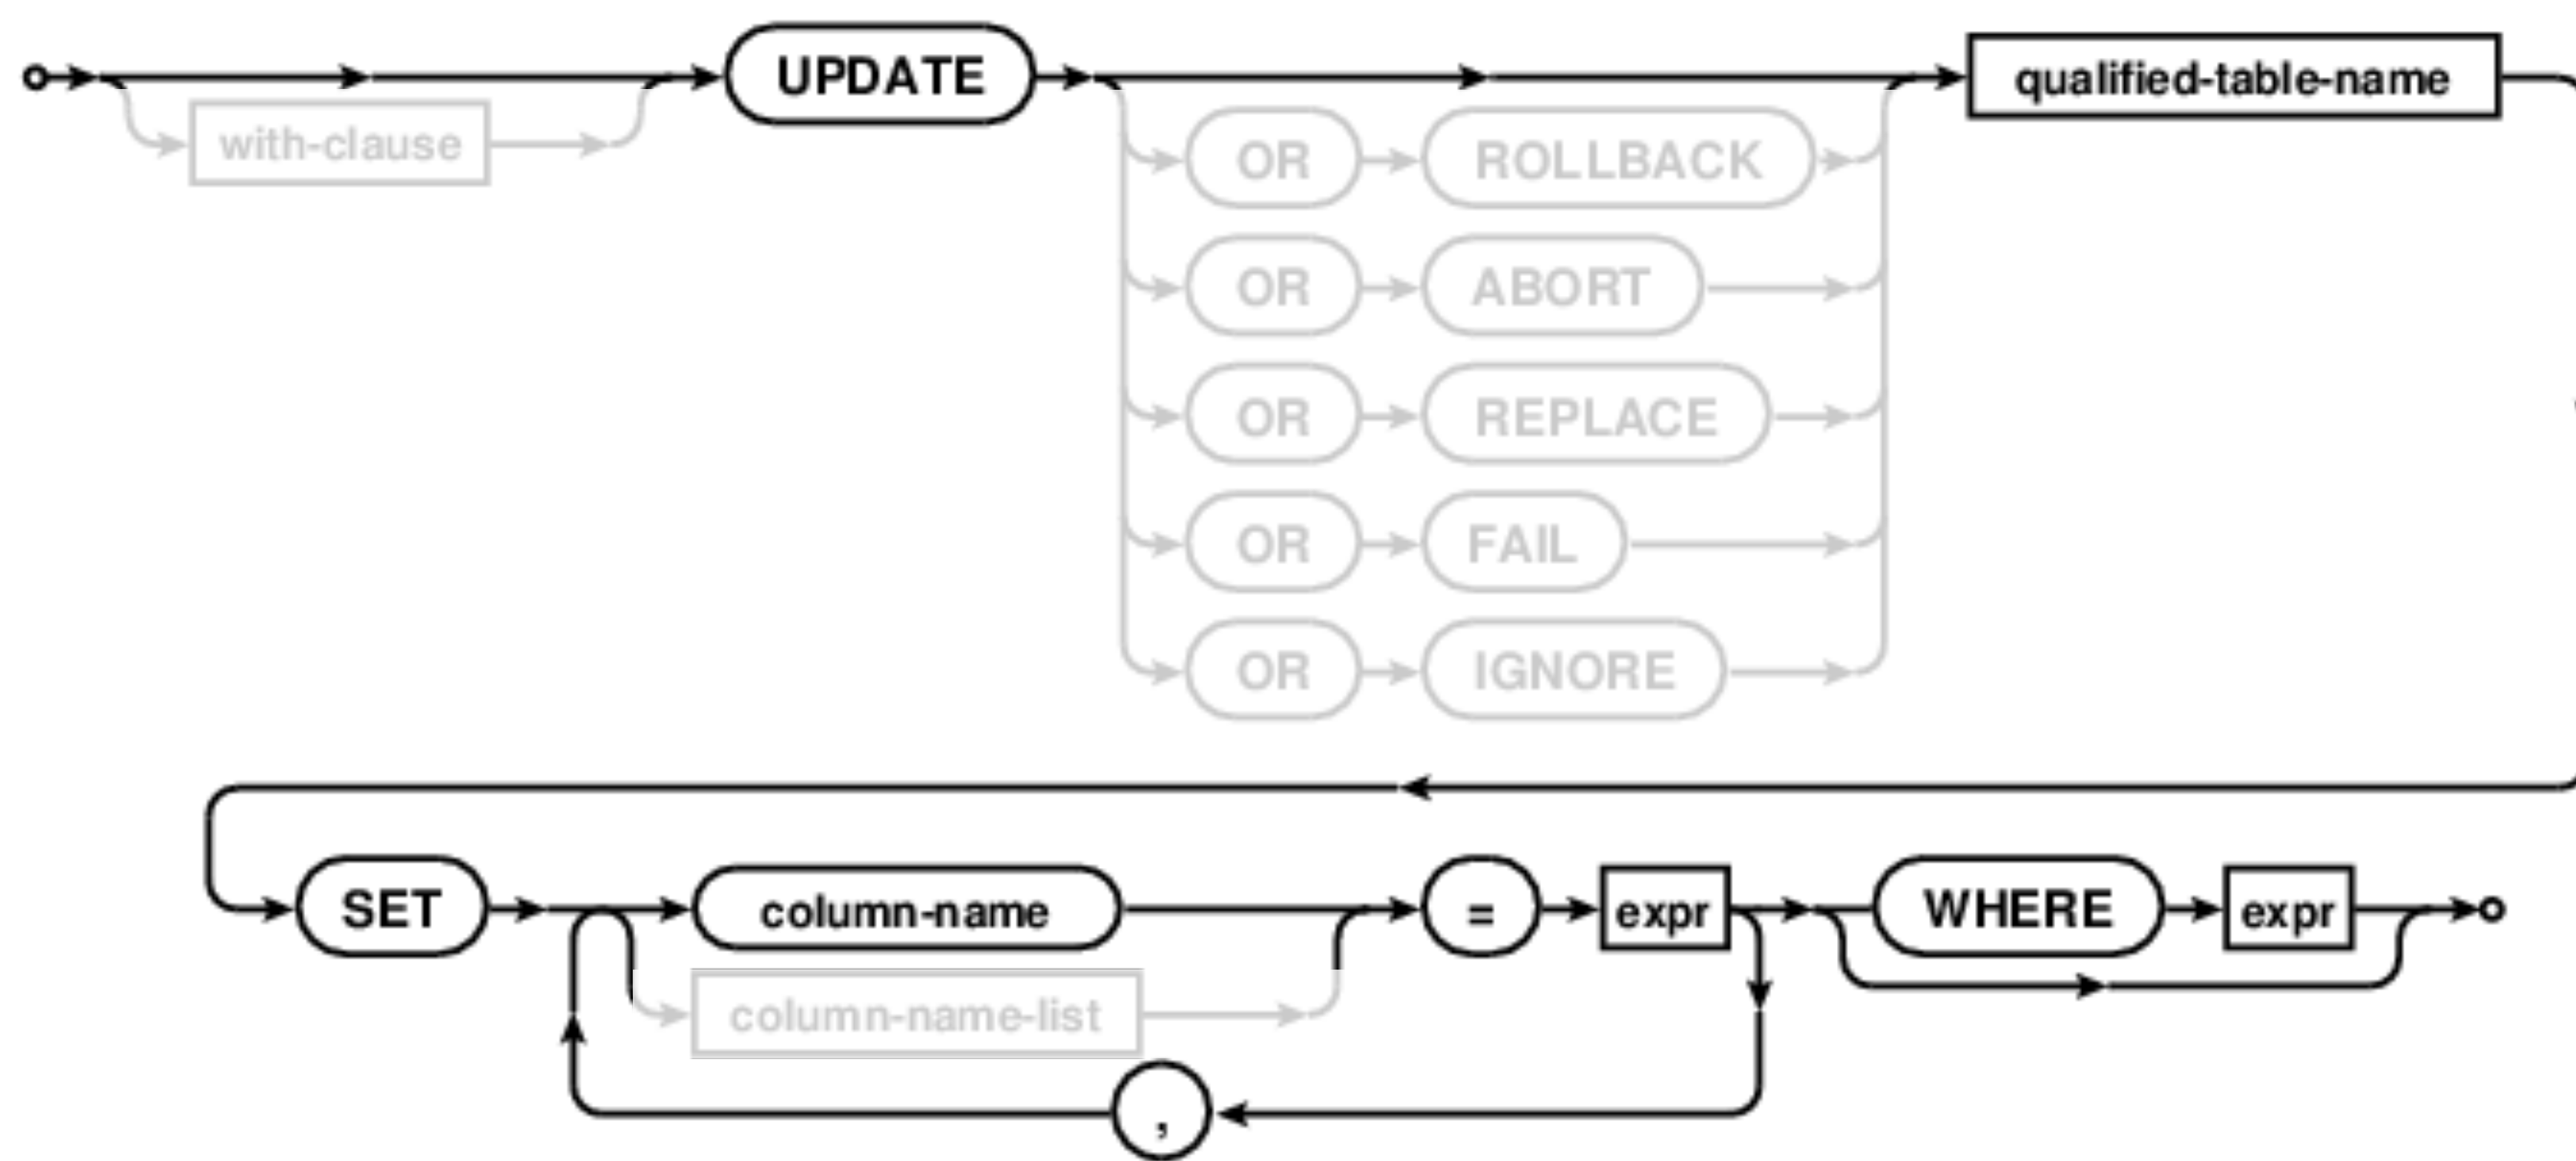 UPDATE qualified-table-name
with-clause
OR ROLLBACK
OR ABORT
OR REPLACE
OR FAIL
OR IGNORE
SET column-name = expr WHERE expr
column-name-list
,